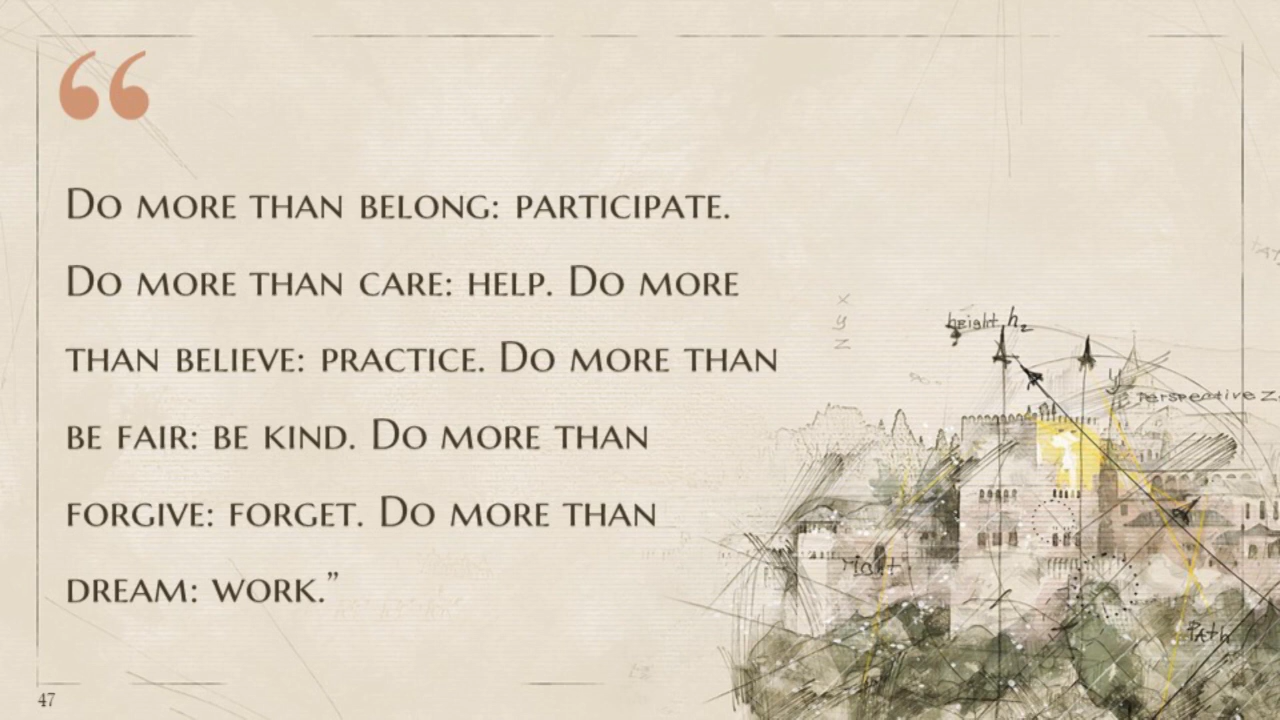 “
Do more than belong: participate.
Do more than care: help. Do more
than believe: practice. Do more than
be fair: be kind. Do more than
forgive: forget. Do more than
dream: work.”
x
y
z
height h2
y
Perspective z
Path
47